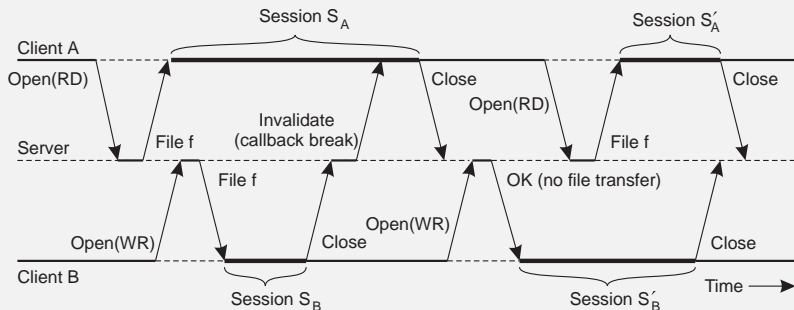 Session S_A
Session S'_A
Client A
Open(RD)
Close
Close
Open(RD)
Invalidate
(callback break)
File f
File f
Server
File f
OK (no file transfer)
Open(WR)
Open(WR)
Close
Close
Client B
Time
Session S_B
Session S'_B